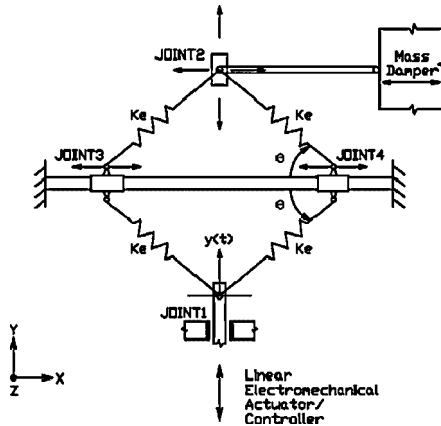 JOINT2
Mass
Damper
Ke
Ke
JOINT3
JOINT4
θ
θ
Ke
Ke
y(t)
JOINT1
Y
X
Z
Linear
Electromechanical
Actuator/
Controller